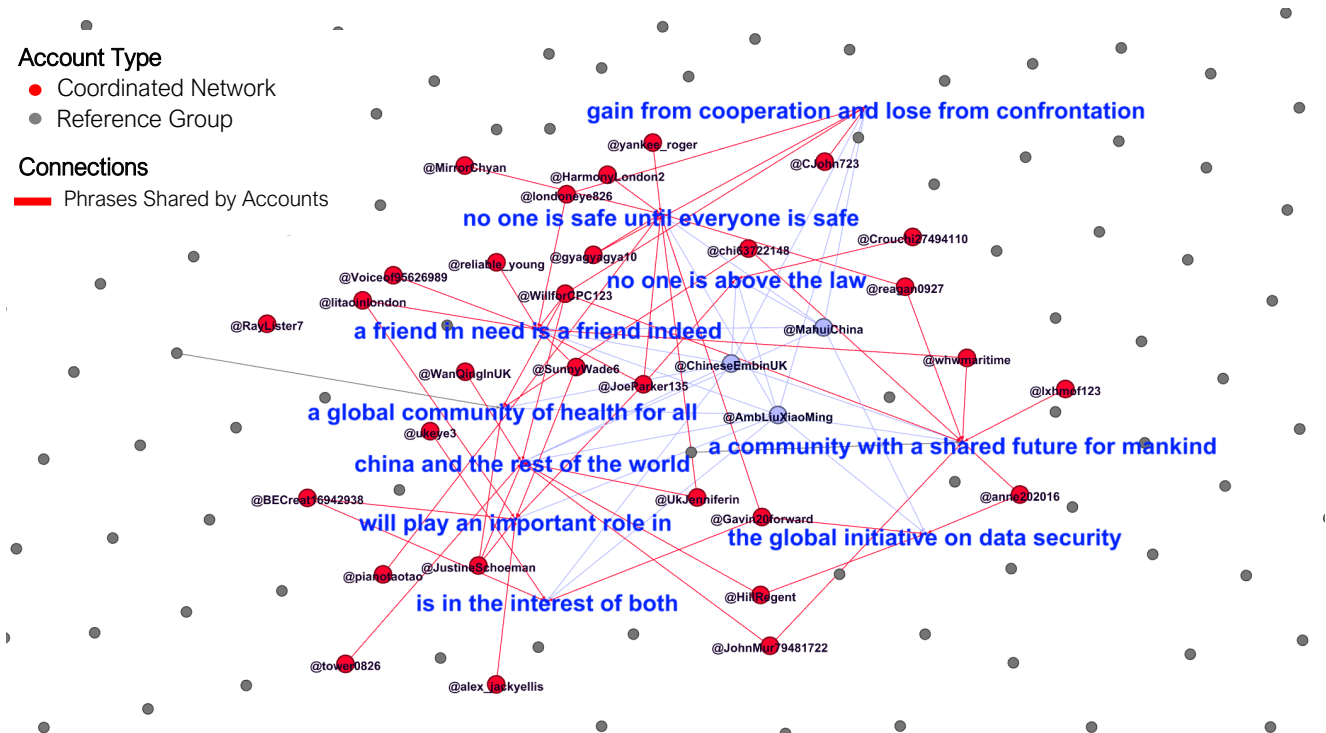 Account Type
Coordinated Network
Reference Group
Connections
Phrases Shared by Accounts
gain from cooperation and lose from confrontation
@yankee_roger
@MirrorChyan
@CJohn723
@HarmonyLondon2
@londoneye826
no one is safe until everyone is safe
@Crouchi27494110
@chi63722148
@gyagyagya10
@reliable_young
@Voiceof95626989
no one is above the law
@reagan0927
@WillforCPC123
@litaoinlondon
@RayLister7
a friend in need is a friend indeed
@MahuiChina
@whwmaritime
@ChineseEmbinUK
@SunnyWade6
@WanQingInUK
@JoeParker135
@lxhmof123
a global community of health for all
@AmbLiuXiaoMing
@ukeye3
a community with a shared future for mankind
china and the rest of the world
@BECreat16942938
@UkJenniferin
@anne202016
@Gavin20forward
will play an important role in
the global initiative on data security
@JustineSchoeman
@pianotaotao
@HillRegent
is in the interest of both
@JohnMur79481722
@tower0826
@alex_jackyellis